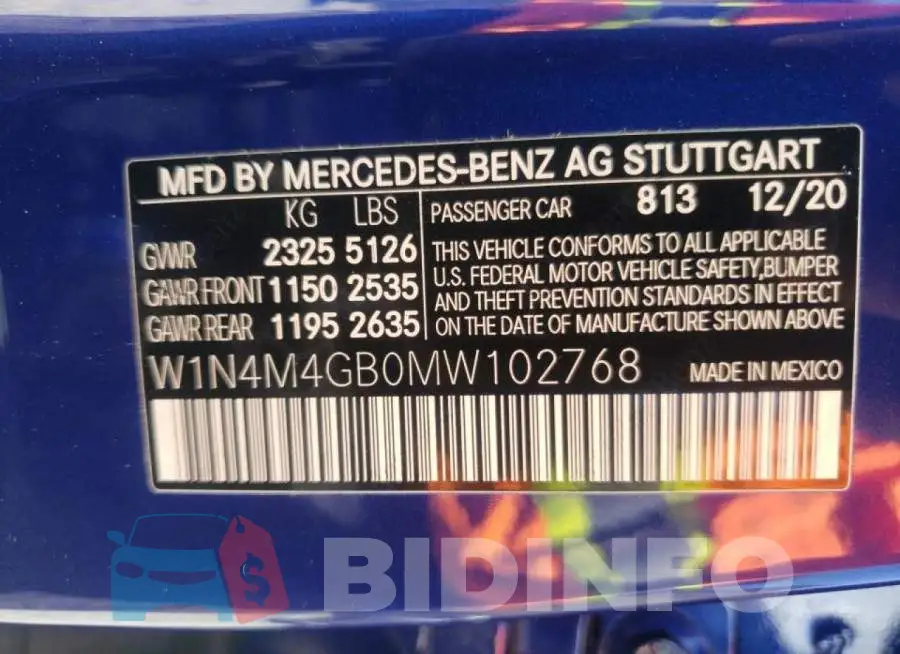 MFD BY MERCEDES-BENZ AG STUTTGART
KG LBS
GVWR 2325 5126
GAWR FRONT 1150 2535
GAWR REAR 1195 2635
PASSENGER CAR 813 12/20
THIS VEHICLE CONFORMS TO ALL APPLICABLE
U.S. FEDERAL MOTOR VEHICLE SAFETY,BUMPER
AND THEFT PREVENTION STANDARDS IN EFFECT
ON THE DATE OF MANUFACTURE SHOWN ABOVE
W1N4M4GB0MW102768 MADE IN MEXICO
$ BIDINFO